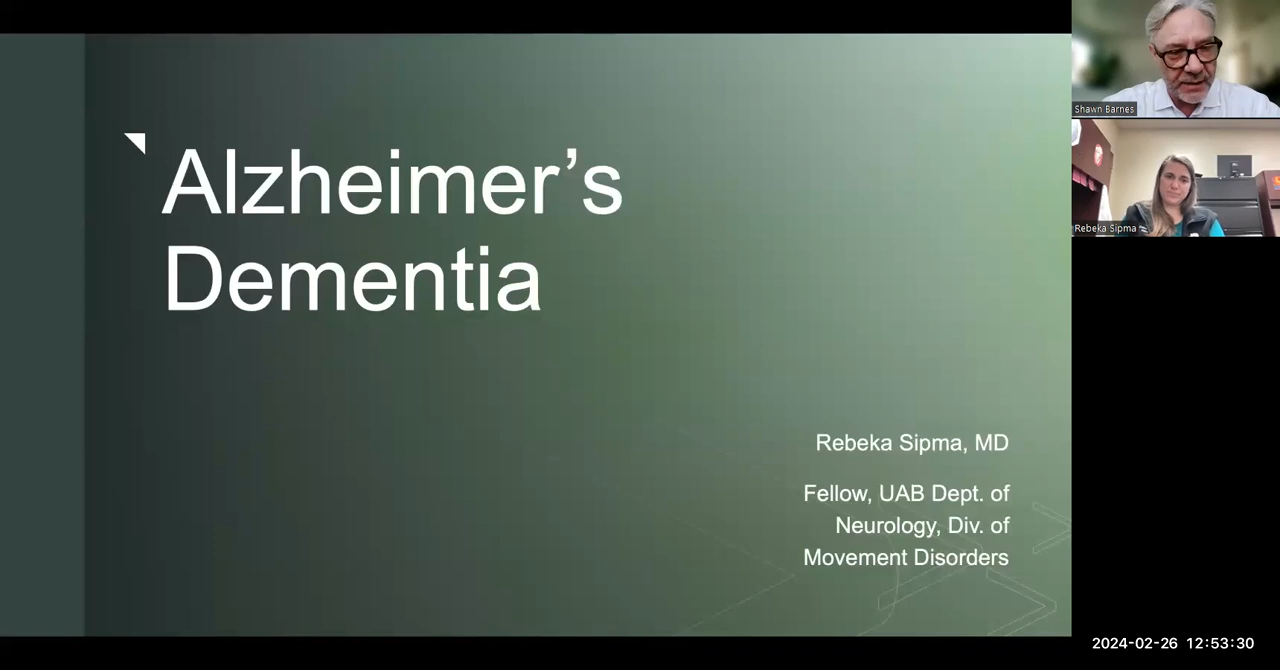 Alzheimer’s
Dementia
Rebeka Sipma, MD
Fellow, UAB Dept. of
Neurology, Div. of
Movement Disorders
Shawn Barnes
Rebeka Sipma
2024-02-26 12:53:30